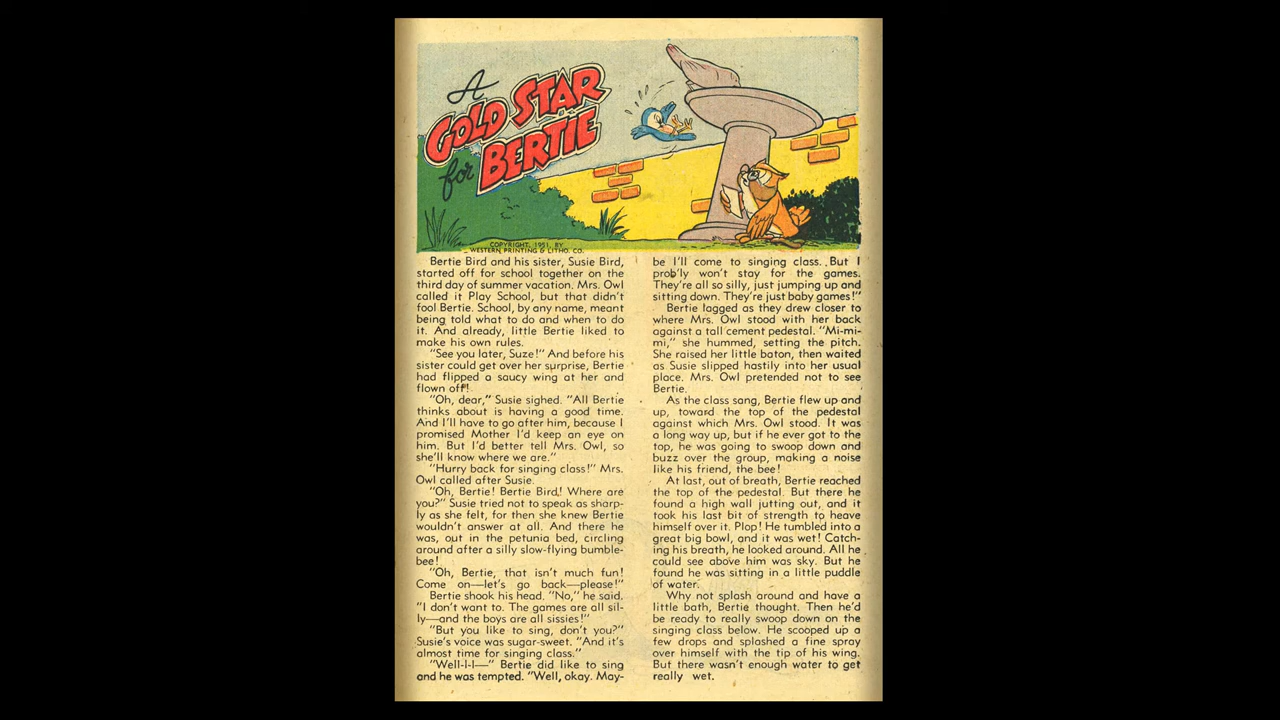 A
GOLD STAR
for BERTIE
COPYRIGHT, 1951, BY
WESTERN PRINTING & LITHO. CO.
Bertie Bird and his sister, Susie Bird,
started off for school together on the
third day of summer vacation. Mrs. Owl
called it Play School, but that didn't
fool Bertie. School, by any name, meant
being told what to do and when to do
it. And already, little Bertie liked to
make his own rules.
"See you later, Suze!" And before his
sister could get over her surprise, Bertie
had flipped a saucy wing at her and
flown off!
"Oh, dear," Susie sighed. "All Bertie
thinks about is having a good time.
And I'll have to go after him, because I
promised Mother I'd keep an eye on
him. But I'd better tell Mrs. Owl, so
she'll know where we are."
"Hurry back for singing class!" Mrs.
Owl called after Susie.
"Oh, Bertie! Bertie Bird! Where are
you?" Susie tried not to speak as sharp-
ly as she felt, for then she knew Bertie
wouldn't answer at all. And there he
was, out in the petunia bed, circling
around after a silly slow-flying bumble-
bee!
"Oh, Bertie, that isn't much fun!
Come on—let's go back—please!"
Bertie shook his head. "No," he said.
"I don't want to. The games are all sil-
ly—and the boys are all sissies!"
"But you like to sing, don't you?"
Susie's voice was sugar-sweet. "And it's
almost time for singing class."
"Well-l-l—" Bertie did like to sing
and he was tempted. "Well, okay. May-
be I'll come to singing class. But I
prob'ly won't stay for the games.
They're all so silly, just jumping up and
sitting down. They're just baby games!"
Bertie lagged as they drew closer to
where Mrs. Owl stood with her back
against a tall cement pedestal. "Mi-mi-
mi," she hummed, setting the pitch.
She raised her little baton, then waited
as Susie slipped hastily into her usual
place. Mrs. Owl pretended not to see
Bertie.
As the class sang, Bertie flew up and
up, toward the top of the pedestal
against which Mrs. Owl stood. It was
a long way up, but if he ever got to the
top, he was going to swoop down and
buzz over the group, making a noise
like his friend, the bee!
At last, out of breath, Bertie reached
the top of the pedestal. But there he
found a high wall jutting out, and it
took his last bit of strength to heave
himself over it. Plop! He tumbled into a
great big bowl, and it was wet! Catch-
ing his breath, he looked around. All he
could see above him was sky. But he
found he was sitting in a little puddle
of water.
Why not splash around and have a
little bath, Bertie thought. Then he'd
be ready to really swoop down on the
singing class below. He scooped up a
few drops and splashed a fine spray
over himself with the tip of his wing.
But there wasn't enough water to get
really wet.